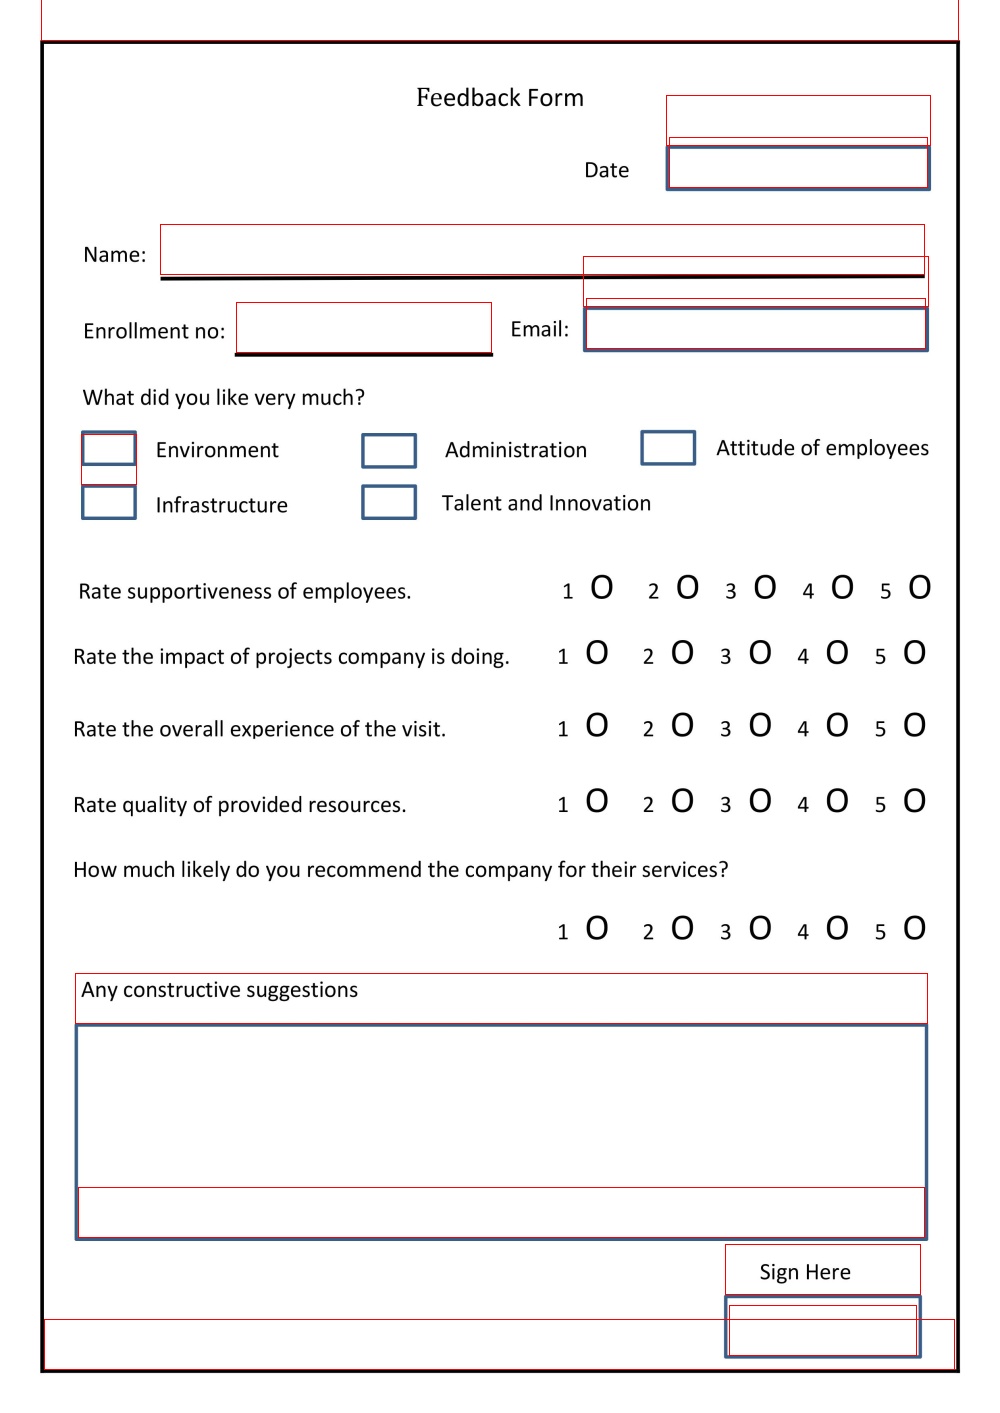 Feedback Form
Date
Name:
Enrollment no: Email:
What did you like very much?
Environment Administration Attitude of employees
Infrastructure Talent and Innovation
Rate supportiveness of employees. 1 O 2 O 3 O 4 O 5 O
Rate the impact of projects company is doing. 1 O 2 O 3 O 4 O 5 O
Rate the overall experience of the visit. 1 O 2 O 3 O 4 O 5 O
Rate quality of provided resources. 1 O 2 O 3 O 4 O 5 O
How much likely do you recommend the company for their services?
1 O 2 O 3 O 4 O 5 O
Any constructive suggestions
Sign Here